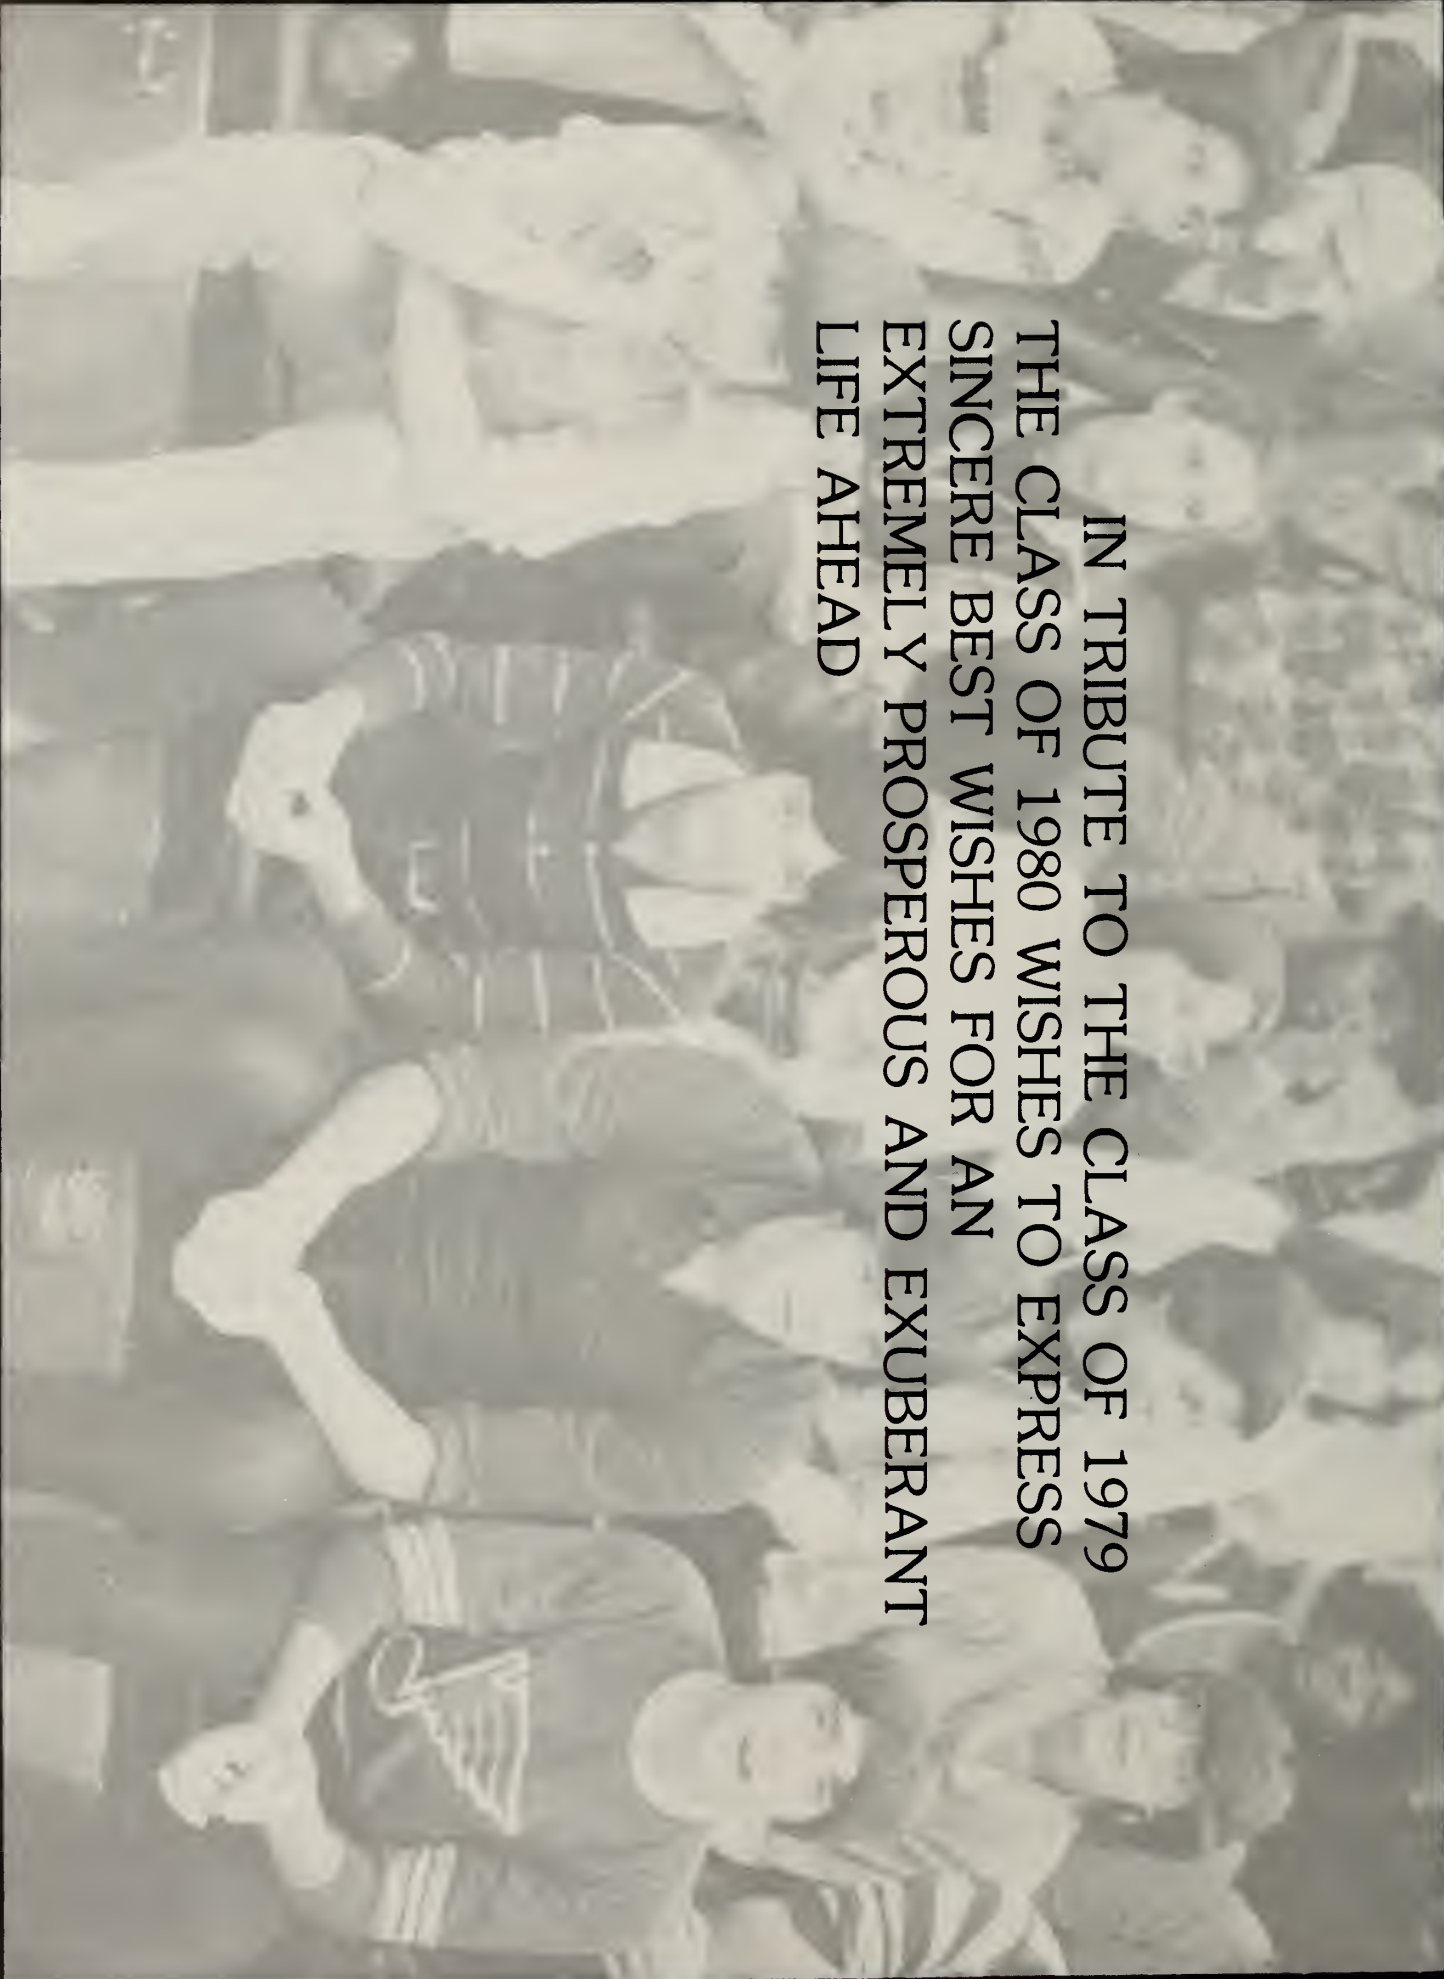 IN TRIBUTE TO THE CLASS OF 1979
THE CLASS OF 1980 WISHES TO EXPRESS
SINCERE BEST WISHES FOR AN
EXTREMELY PROSPEROUS AND EXUBERANT
LIFE AHEAD